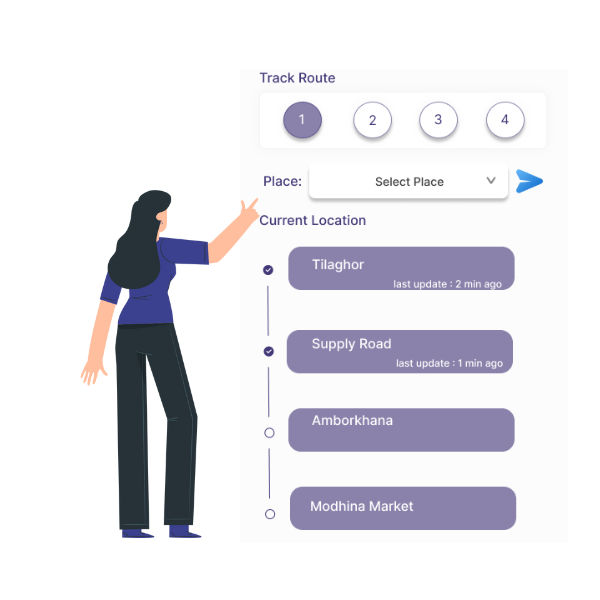 Track Route
1 2 3 4
Place: Select Place
Current Location
Tilaghor
last update : 2 min ago
Supply Road
last update : 1 min ago
Amborkhana
Modhina Market